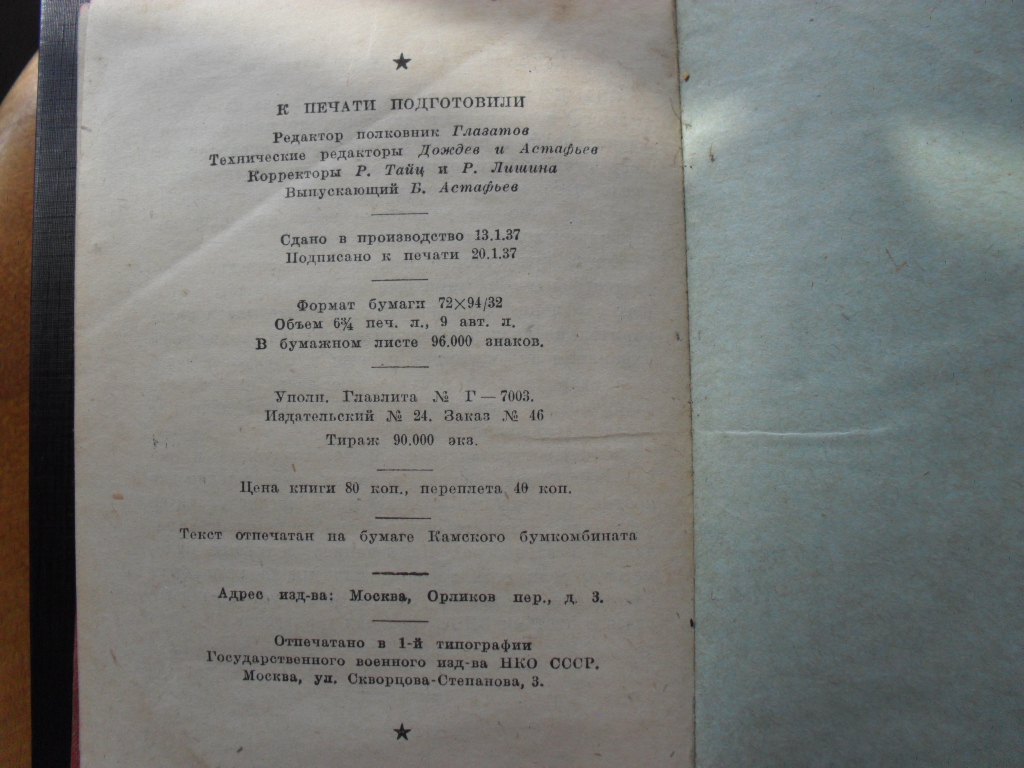 К ПЕЧАТИ ПОДГОТОВИЛИ
Редактор полковник Глазатов
Технические редакторы Дождев и Астафьев
Корректоры Р. Тайц и Р. Лишина
Выпускающий Б. Астафьев
Сдано в производство 13.1.37
Подписано к печати 20.1.37
Формат бумаги 72×94/32
Объем 6¾ печ. л., 9 авт. л.
В бумажном листе 96.000 знаков.
Уполн. Главлита № Г — 7003.
Издательский № 24. Заказ № 46
Тираж 90.000 экз.
Цена книги 80 коп., переплета 40 коп.
Текст отпечатан на бумаге Камского бумкомбината
Адрес изд-ва: Москва, Орликов пер., д. 3.
Отпечатано в 1-й типографии
Государственного военного изд-ва НКО СССР.
Москва, ул. Скворцова-Степанова, 3.